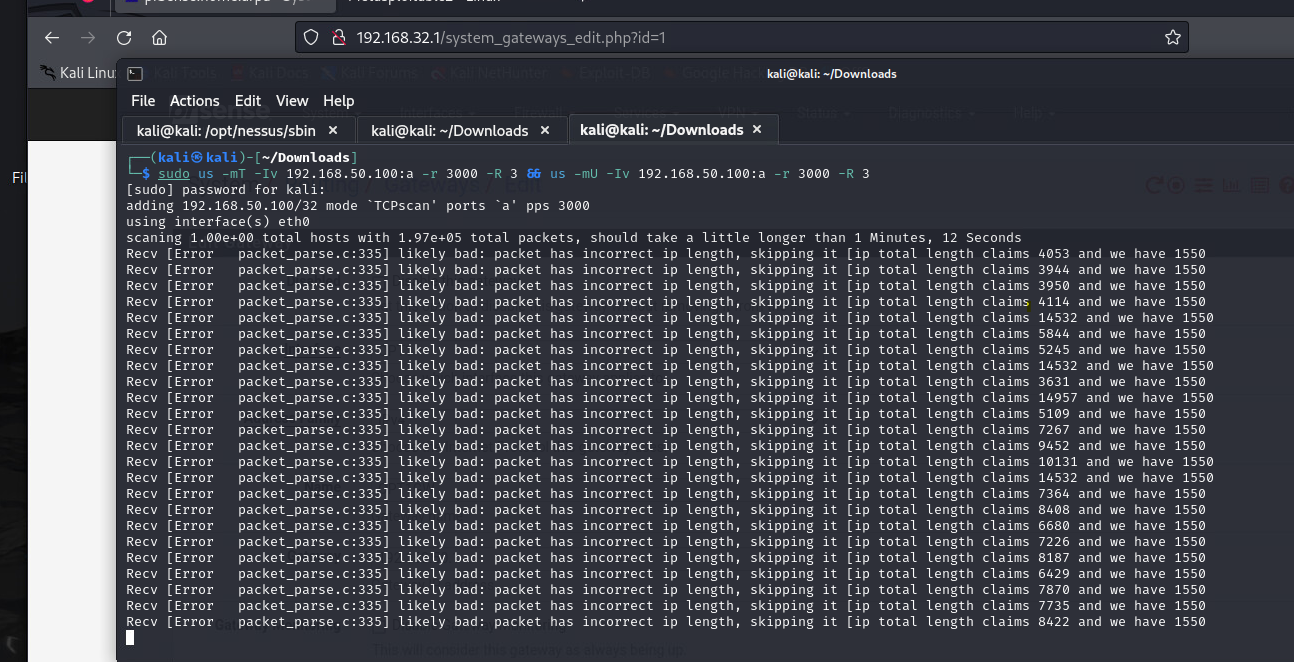 192.168.32.1/system_gateways_edit.php?id=1
Kali Linu
Kali Tools
Kali Docs
Kali Forums
Kali NetHunter
Exploit-DB
Google Hack
kali@kali: ~/Downloads
File Actions Edit View Help
kali@kali: /opt/nessus/sbin ×
kali@kali: ~/Downloads ×
kali@kali: ~/Downloads ×
┌──(kali㉿kali)-[~/Downloads]
└─$ sudo us -mT -Iv 192.168.50.100:a -r 3000 -R 3 && us -mU -Iv 192.168.50.100:a -r 3000 -R 3
[sudo] password for kali:
adding 192.168.50.100/32 mode `TCPscan' ports `a' pps 3000
using interface(s) eth0
scaning 1.00e+00 total hosts with 1.97e+05 total packets, should take a little longer than 1 Minutes, 12 Seconds
Recv [Error   packet_parse.c:335] likely bad: packet has incorrect ip length, skipping it [ip total length claims 4053 and we have 1550
Recv [Error   packet_parse.c:335] likely bad: packet has incorrect ip length, skipping it [ip total length claims 3944 and we have 1550
Recv [Error   packet_parse.c:335] likely bad: packet has incorrect ip length, skipping it [ip total length claims 3950 and we have 1550
Recv [Error   packet_parse.c:335] likely bad: packet has incorrect ip length, skipping it [ip total length claims 4114 and we have 1550
Recv [Error   packet_parse.c:335] likely bad: packet has incorrect ip length, skipping it [ip total length claims 14532 and we have 1550
Recv [Error   packet_parse.c:335] likely bad: packet has incorrect ip length, skipping it [ip total length claims 5844 and we have 1550
Recv [Error   packet_parse.c:335] likely bad: packet has incorrect ip length, skipping it [ip total length claims 5245 and we have 1550
Recv [Error   packet_parse.c:335] likely bad: packet has incorrect ip length, skipping it [ip total length claims 14532 and we have 1550
Recv [Error   packet_parse.c:335] likely bad: packet has incorrect ip length, skipping it [ip total length claims 3631 and we have 1550
Recv [Error   packet_parse.c:335] likely bad: packet has incorrect ip length, skipping it [ip total length claims 14957 and we have 1550
Recv [Error   packet_parse.c:335] likely bad: packet has incorrect ip length, skipping it [ip total length claims 5109 and we have 1550
Recv [Error   packet_parse.c:335] likely bad: packet has incorrect ip length, skipping it [ip total length claims 7267 and we have 1550
Recv [Error   packet_parse.c:335] likely bad: packet has incorrect ip length, skipping it [ip total length claims 9452 and we have 1550
Recv [Error   packet_parse.c:335] likely bad: packet has incorrect ip length, skipping it [ip total length claims 10131 and we have 1550
Recv [Error   packet_parse.c:335] likely bad: packet has incorrect ip length, skipping it [ip total length claims 14532 and we have 1550
Recv [Error   packet_parse.c:335] likely bad: packet has incorrect ip length, skipping it [ip total length claims 7364 and we have 1550
Recv [Error   packet_parse.c:335] likely bad: packet has incorrect ip length, skipping it [ip total length claims 8408 and we have 1550
Recv [Error   packet_parse.c:335] likely bad: packet has incorrect ip length, skipping it [ip total length claims 6680 and we have 1550
Recv [Error   packet_parse.c:335] likely bad: packet has incorrect ip length, skipping it [ip total length claims 7226 and we have 1550
Recv [Error   packet_parse.c:335] likely bad: packet has incorrect ip length, skipping it [ip total length claims 8187 and we have 1550
Recv [Error   packet_parse.c:335] likely bad: packet has incorrect ip length, skipping it [ip total length claims 6429 and we have 1550
Recv [Error   packet_parse.c:335] likely bad: packet has incorrect ip length, skipping it [ip total length claims 7870 and we have 1550
Recv [Error   packet_parse.c:335] likely bad: packet has incorrect ip length, skipping it [ip total length claims 7735 and we have 1550
Recv [Error   packet_parse.c:335] likely bad: packet has incorrect ip length, skipping it [ip total length claims 8422 and we have 1550
This will consider this gateway as always being up.